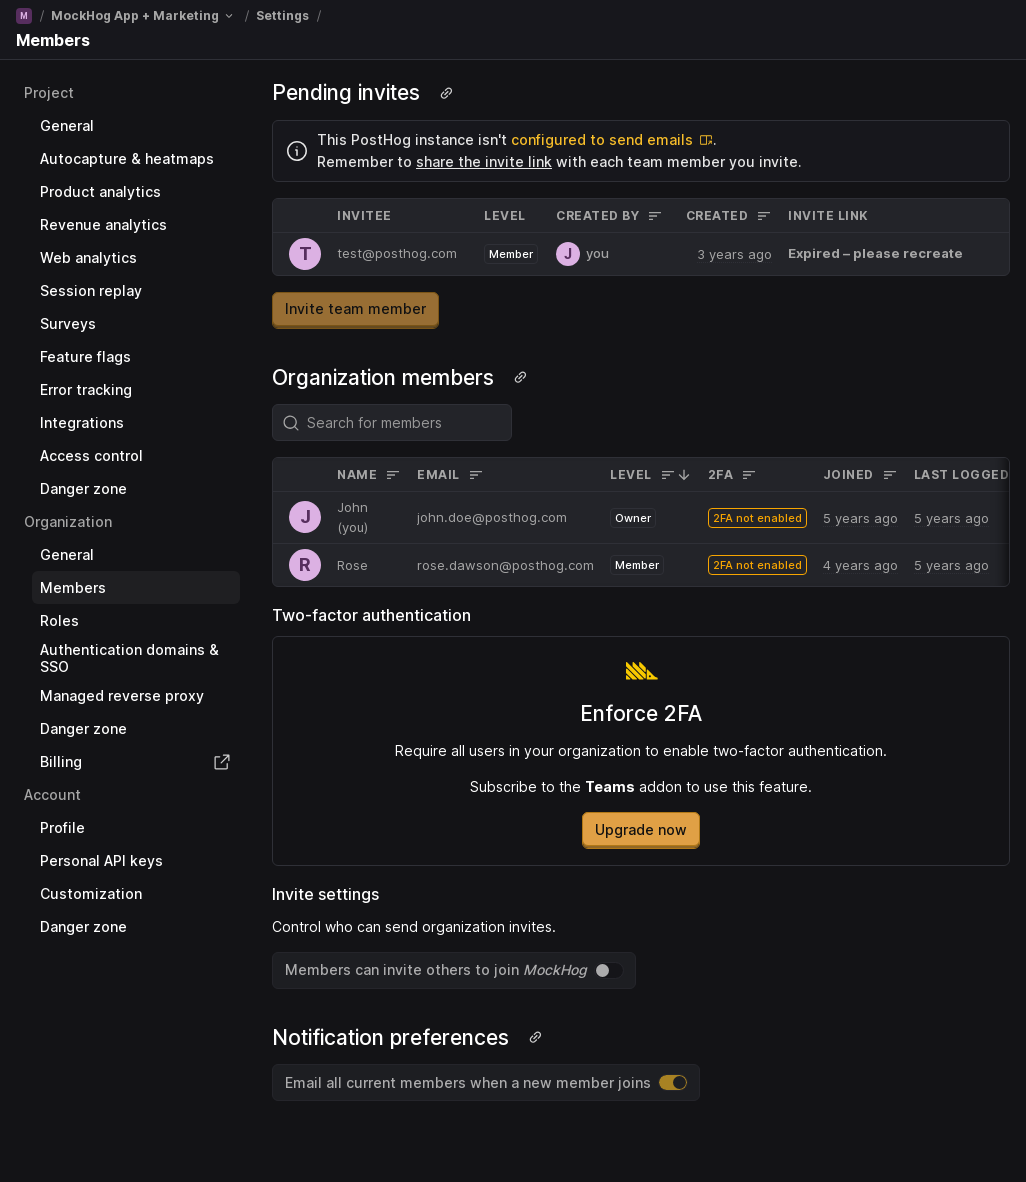 M / MockHog App + Marketing / Settings /
Members
Project
General
Autocapture & heatmaps
Product analytics
Revenue analytics
Web analytics
Session replay
Surveys
Feature flags
Error tracking
Integrations
Access control
Danger zone
Organization
General
Members
Roles
Authentication domains &
SSO
Managed reverse proxy
Danger zone
Billing
Account
Profile
Personal API keys
Customization
Danger zone
Pending invites
This PostHog instance isn't configured to send emails.
Remember to share the invite link with each team member you invite.
INVITEE LEVEL CREATED BY CREATED INVITE LINK
T test@posthog.com Member J you 3 years ago Expired – please recreate
Invite team member
Organization members
Search for members
NAME EMAIL LEVEL 2FA JOINED LAST LOGGED
J John (you) john.doe@posthog.com Owner 2FA not enabled 5 years ago 5 years ago
R Rose rose.dawson@posthog.com Member 2FA not enabled 4 years ago 5 years ago
Two-factor authentication
Enforce 2FA
Require all users in your organization to enable two-factor authentication.
Subscribe to the Teams addon to use this feature.
Upgrade now
Invite settings
Control who can send organization invites.
Members can invite others to join MockHog
Notification preferences
Email all current members when a new member joins